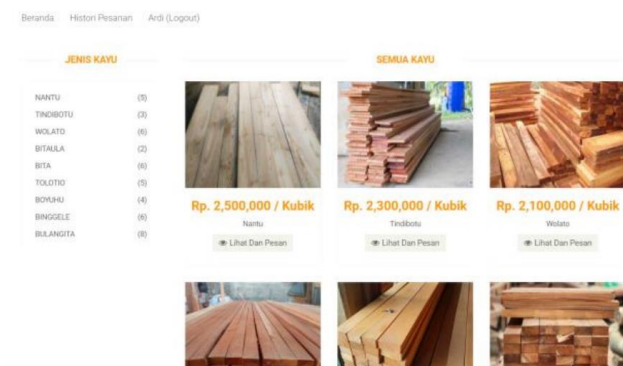 Beranda Histori Pesanan Ardi (Logout)
JENIS KAYU
NANTU (5)
TINDIBOTU (3)
WOLATO (6)
BITAULA (2)
BITA (6)
TOLOTIO (5)
BOYUHU (4)
BINGGELE (6)
BULANGITA (8)
SEMUA KAYU
Rp. 2,500,000 / Kubik
Nantu
Lihat Dan Pesan
Rp. 2,300,000 / Kubik
Tindibotu
Lihat Dan Pesan
Rp. 2,100,000 / Kubik
Wolato
Lihat Dan Pesan